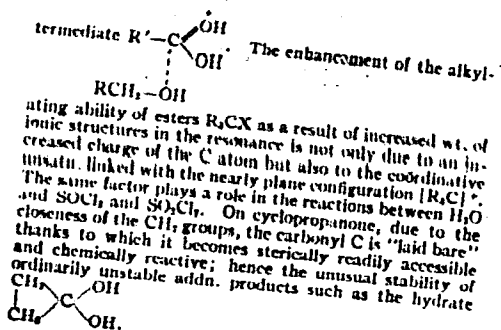 OH
termediate R'—C
OH
The enhancement of the alkyl-
RCH₂—OH
ating ability of esters R₃CX as a result of increased wt. of
ionic structures in the resonance is not only due to an in-
creased charge of the C atom but also to the coördinative
unsatn. linked with the nearly plane configuration [R₃C]⁺.
The same factor plays a role in the reactions between H₂O
and SOCl₂ and SO₂Cl₂. On cyclopropanone, due to the
closeness of the CH₂ groups, the carbonyl C is "laid bare"
thanks to which it becomes sterically readily accessible
and chemically reactive; hence the unusual stability of
ordinarily unstable addn. products such as the hydrate
CH₂ OH
C
CH₂ OH.